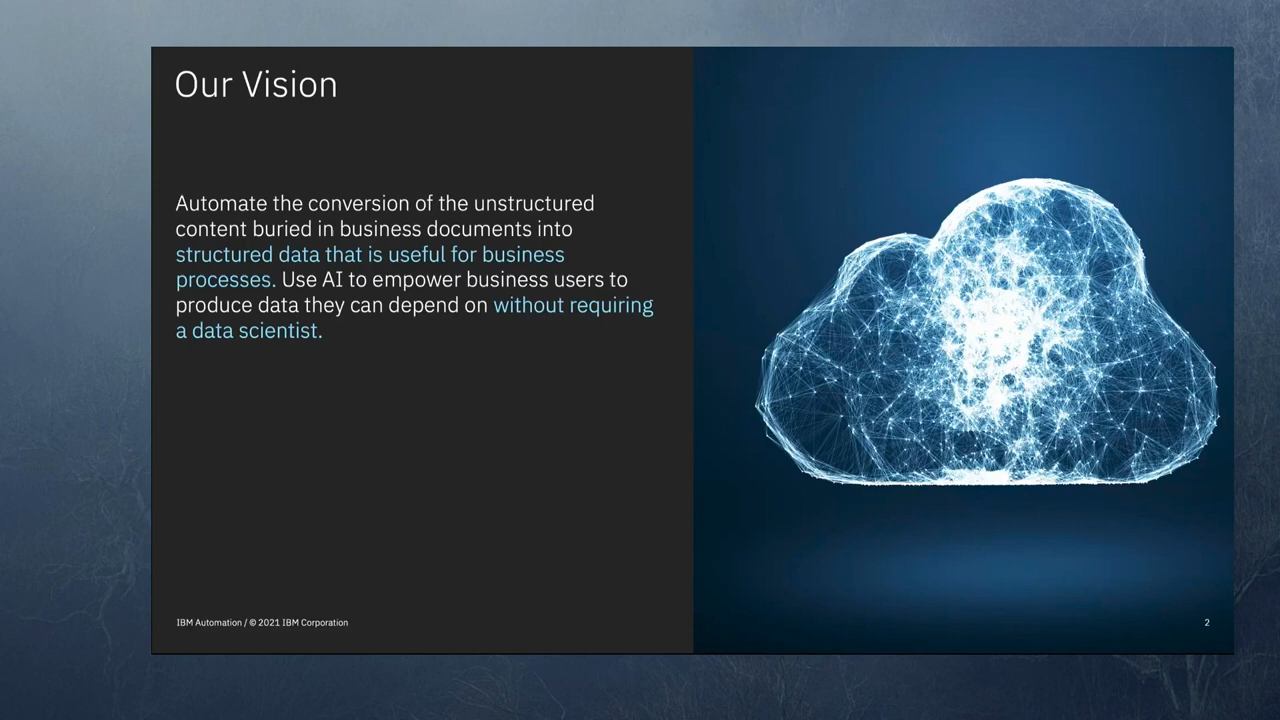 Our Vision
Automate the conversion of the unstructured
content buried in business documents into
structured data that is useful for business
processes. Use AI to empower business users to
produce data they can depend on without requiring
a data scientist.
IBM Automation / © 2021 IBM Corporation
2